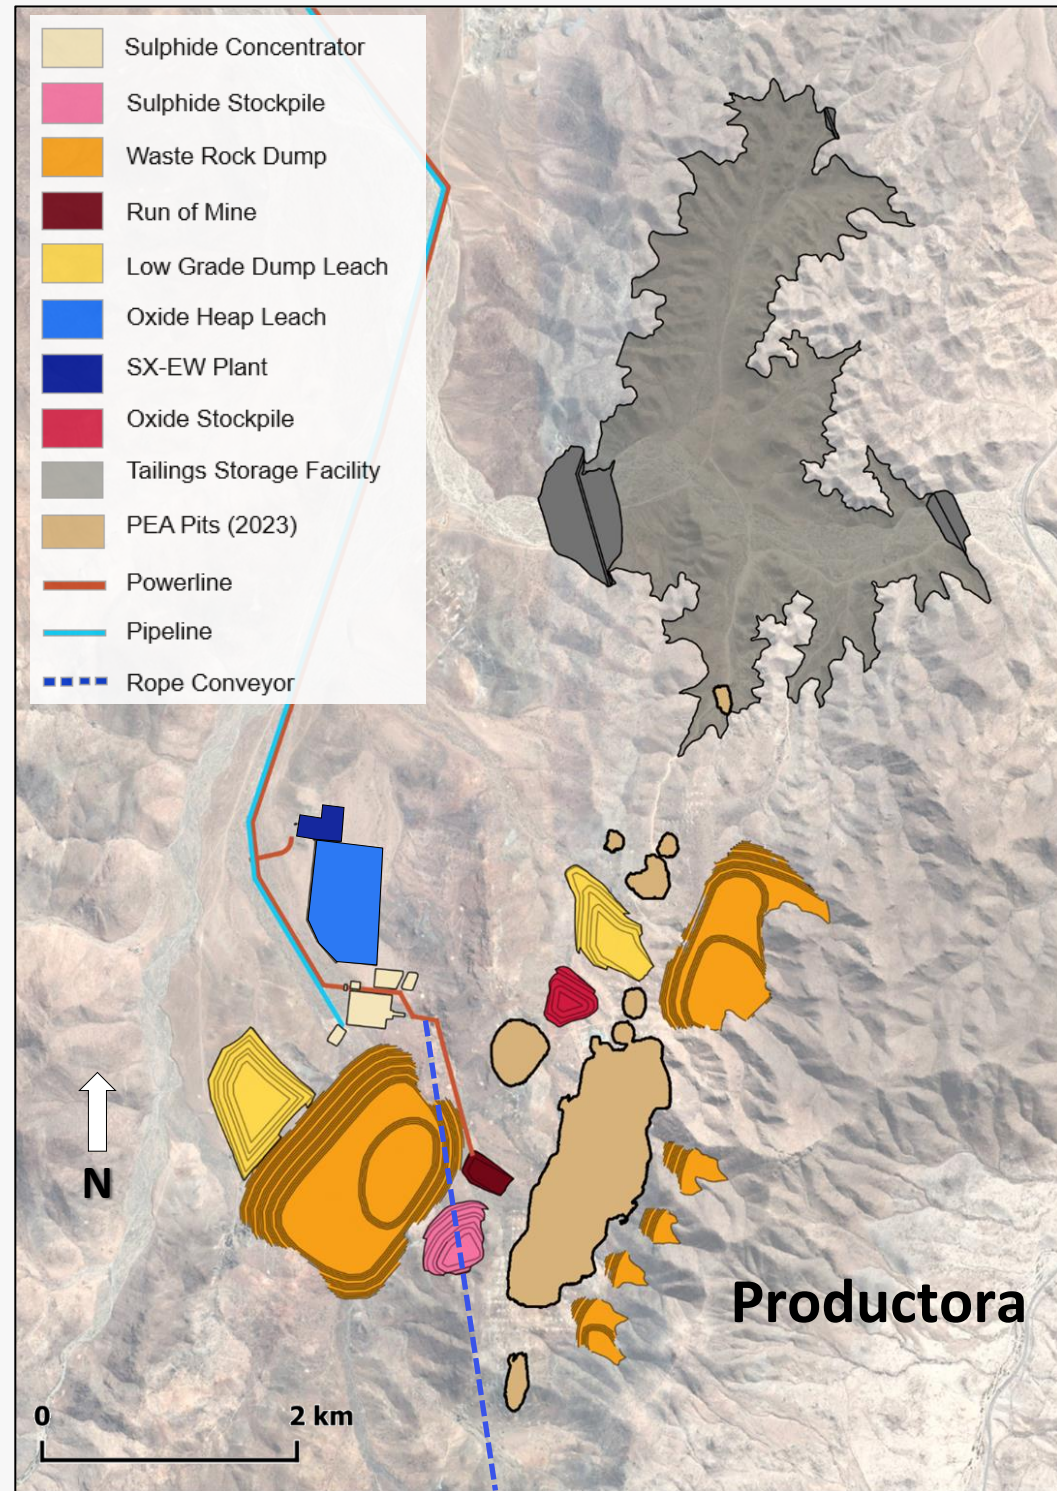 Sulphide Concentrator
Sulphide Stockpile
Waste Rock Dump
Run of Mine
Low Grade Dump Leach
Oxide Heap Leach
SX-EW Plant
Oxide Stockpile
Tailings Storage Facility
PEA Pits (2023)
Powerline
Pipeline
Rope Conveyor
N
Productora
0 2 km